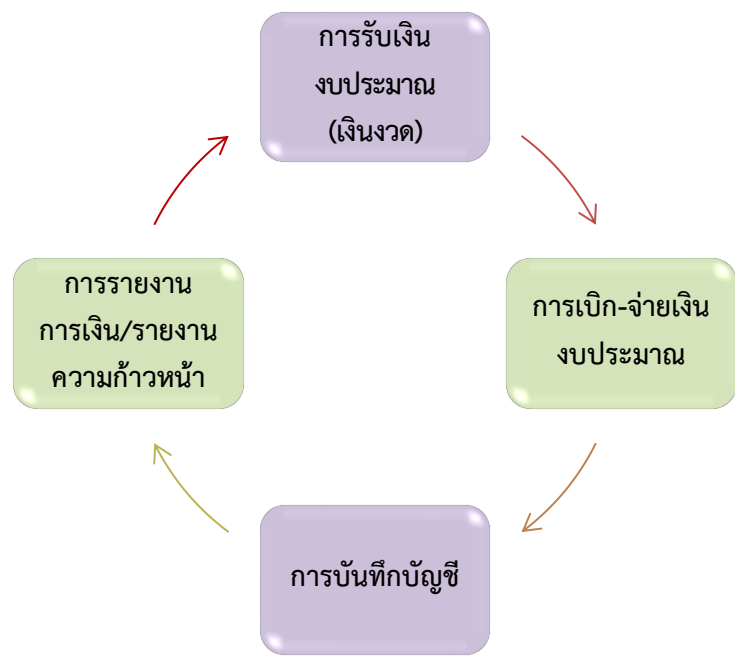 การรับเงิน
งบประมาณ
(เงินงวด)
การเบิก-จ่ายเงิน
งบประมาณ
การบันทึกบัญชี
การรายงาน
การเงิน/รายงาน
ความก้าวหน้า